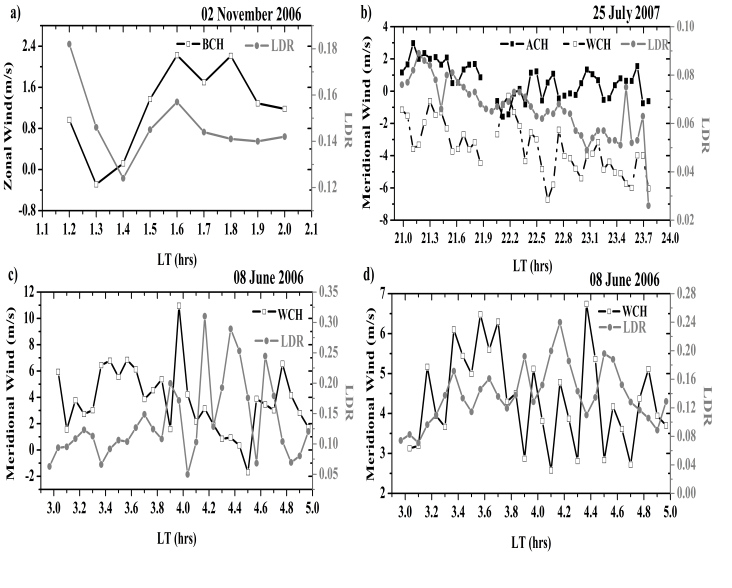 a)
02 November 2006
BCH
LDR
Zonal Wind(m/s)
2.4
1.6
0.8
0.0
-0.8
0.18
0.16
0.14
0.12
LDR
1.1 1.2 1.3 1.4 1.5 1.6 1.7 1.8 1.9 2.0 2.1
LT (hrs)
b)
25 July 2007
ACH
WCH
LDR
Meridional Wind (m/s)
4
2
0
-2
-4
-6
-8
0.10
0.08
0.06
0.04
0.02
LDR
21.0 21.3 21.6 21.9 22.2 22.5 22.8 23.1 23.4 23.7 24.0
LT (hrs)
c)
08 June 2006
WCH
LDR
Meridional Wind (m/s)
12
10
8
6
4
2
0
-2
0.35
0.30
0.25
0.20
0.15
0.10
0.05
LDR
3.0 3.2 3.4 3.6 3.8 4.0 4.2 4.4 4.6 4.8 5.0
LT (hrs)
d)
08 June 2006
WCH
LDR
Meridional Wind (m/s)
7
6
5
4
3
2
0.28
0.24
0.20
0.16
0.12
0.08
0.04
0.00
LDR
3.0 3.2 3.4 3.6 3.8 4.0 4.2 4.4 4.6 4.8 5.0
LT (hrs)